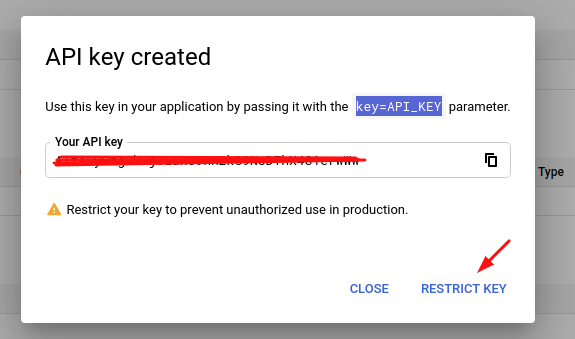 API key created
Use this key in your application by passing it with the key=API_KEY parameter.
Your API key
Type
Restrict your key to prevent unauthorized use in production.
CLOSE RESTRICT KEY